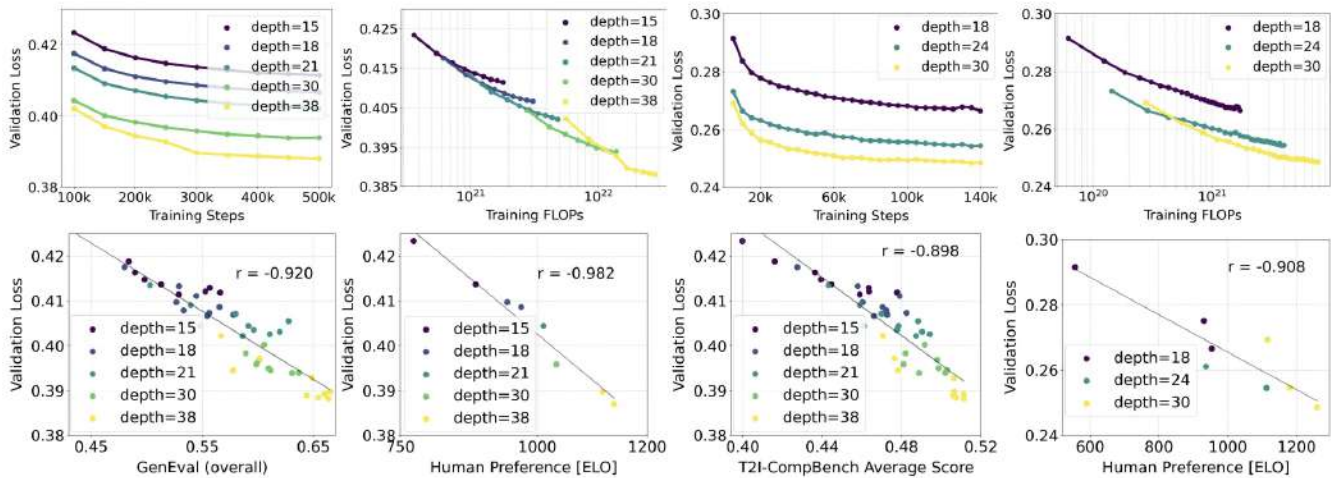 Validation Loss
0.42
0.40
0.38
100k
200k
300k
400k
500k
Training Steps
depth=15
depth=18
depth=21
depth=30
depth=38
Validation Loss
0.425
0.415
0.405
0.395
0.385
10²¹
10²²
Training FLOPs
depth=15
depth=18
depth=21
depth=30
depth=38
Validation Loss
0.30
0.28
0.26
0.24
20k
60k
100k
140k
Training Steps
depth=18
depth=24
depth=30
Validation Loss
0.30
0.28
0.26
0.24
10²⁰
10²¹
Training FLOPs
depth=18
depth=24
depth=30
Validation Loss
0.42
0.41
0.40
0.39
0.38
0.45
0.55
0.65
GenEval (overall)
r = -0.920
depth=15
depth=18
depth=21
depth=30
depth=38
Validation Loss
0.42
0.41
0.40
0.39
0.38
775
1000
1200
Human Preference [ELO]
r = -0.982
depth=15
depth=18
depth=21
depth=30
depth=38
Validation Loss
0.42
0.41
0.40
0.39
0.38
0.40
0.44
0.48
0.52
T2I-CompBench Average Score
r = -0.898
depth=15
depth=18
depth=21
depth=30
depth=38
Validation Loss
0.30
0.28
0.26
0.24
600
800
1000
1200
Human Preference [ELO]
r = -0.908
depth=18
depth=24
depth=30